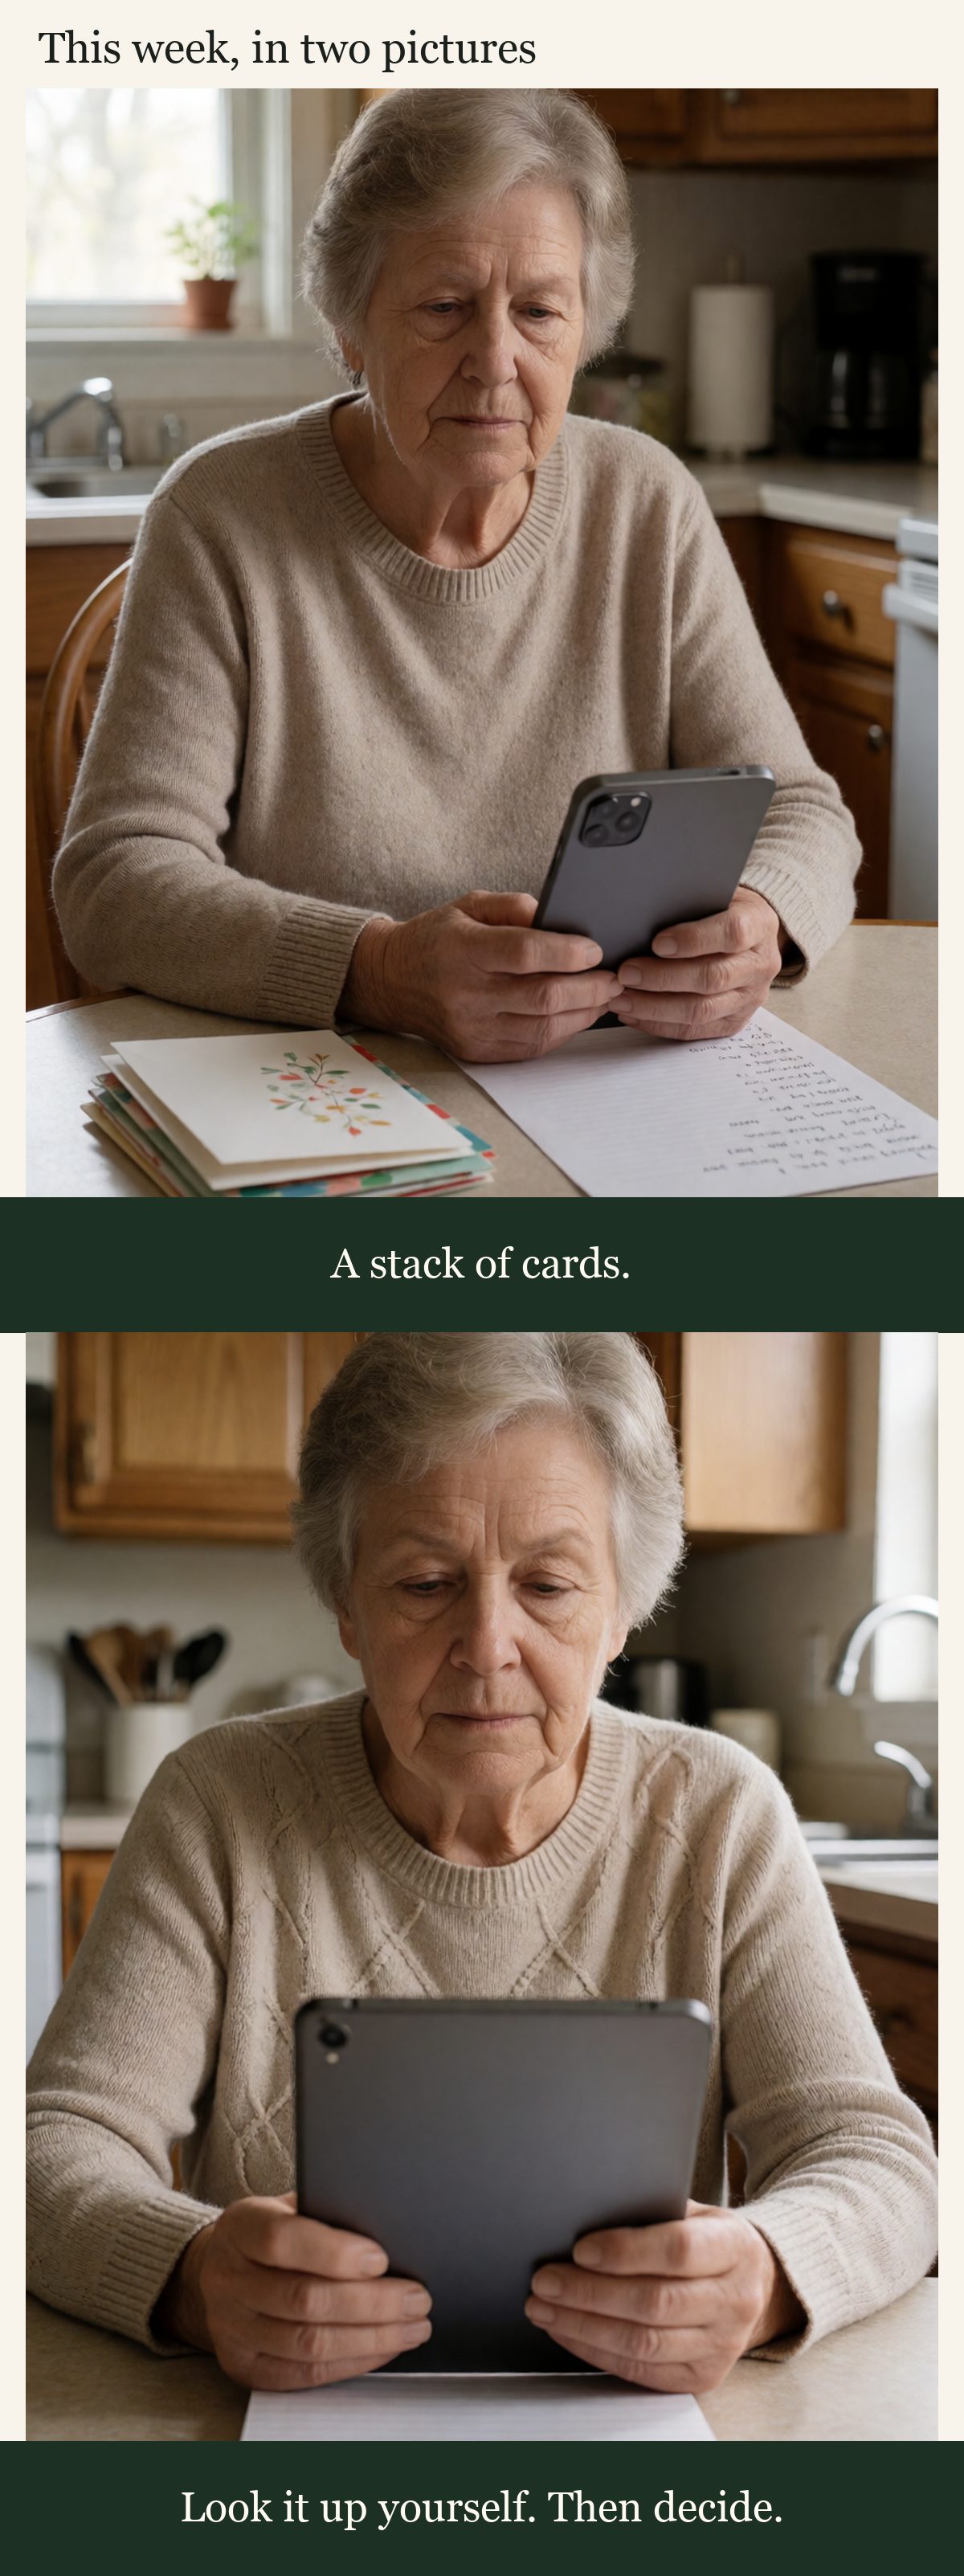 This week, in two pictures
A stack of cards.
Look it up yourself. Then decide.